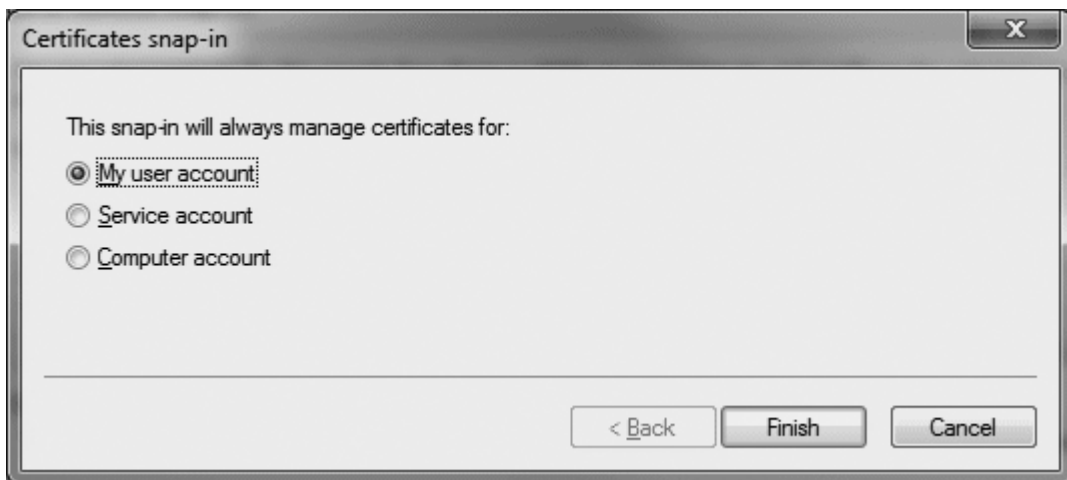 Certificates snap-in
X
This snap-in will always manage certificates for:
My user account
Service account
Computer account
< Back
Finish
Cancel